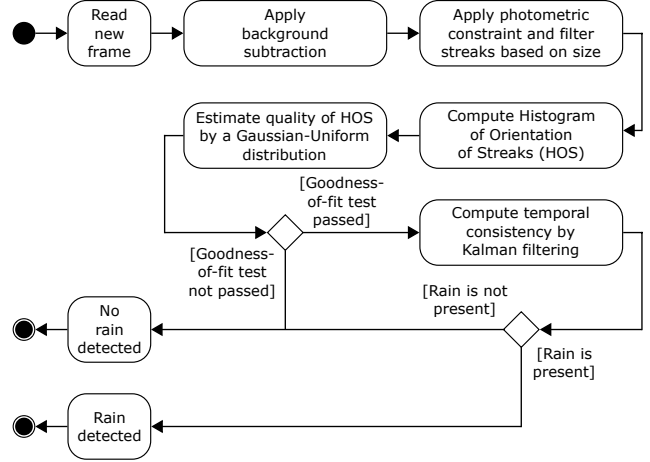 Read
new
frame
Apply
background
subtraction
Apply photometric
constraint and filter
streaks based on size
Estimate quality of HOS
by a Gaussian-Uniform
distribution
Compute Histogram
of Orientation
of Streaks (HOS)
[Goodness-
of-fit test
passed]
Compute temporal
consistency by
Kalman filtering
[Goodness-
of-fit test
not passed]
[Rain is not
present]
No
rain
detected
[Rain is
present]
Rain
detected